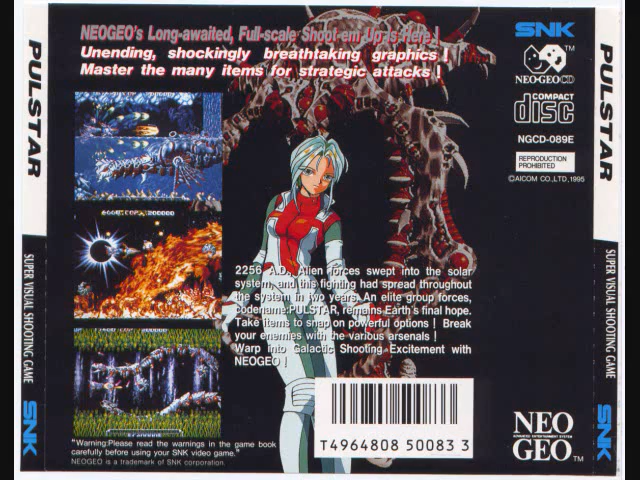 NEOGEO's Long-awaited, Full-scale Shoot-em Up is Here!
Unending, shockingly breathtaking graphics!
Master the many items for strategic attacks!
SNK
NEO•GEO CD
TM
COMPACT
disc
NGCD-089E
REPRODUCTION
PROHIBITED
©AICOM CO.,LTD.,1995
PULSTAR
SUPER VISUAL SHOOTING GAME
SNK
PULSTAR
SUPER VISUAL SHOOTING GAME
SNK
2256 A.D., Alien forces swept into the solar
system, and this fighting had spread throughout
the system in two years. An elite group forces,
codename:PULSTAR, remains Earth's final hope.
Take items to snap on powerful options! Break
your enemies with the various arsenals!
Warp into Galactic Shooting Excitement with
NEOGEO!
T4964808 50083 3
"Warning:Please read the warnings in the game book
carefully before using your SNK video game."
NEOGEO is a trademark of SNK corporation.
NEO
ADVANCED ENTERTAINMENT SYSTEM
GEO
TM